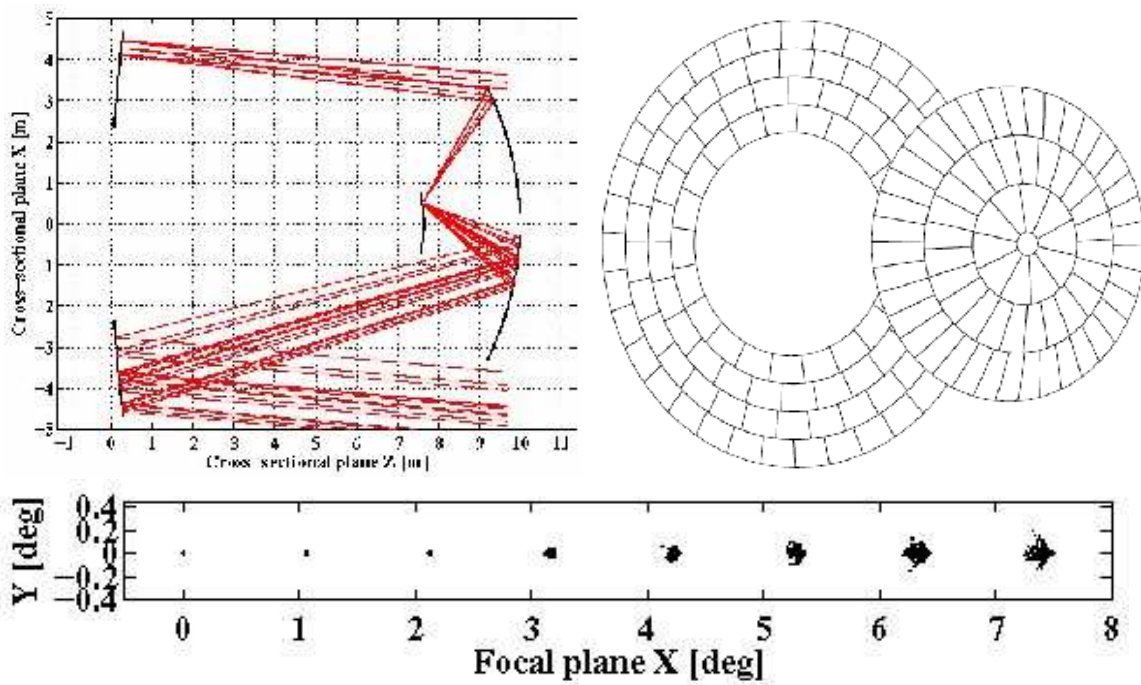 Cross-sectional plane X [m]
5
4
3
2
1
0
1
2
-3
-4
-5
-1 0 1 2 3 4 5 6 7 8 9 10 11
Cross-sectional plane Z [m]
Y [deg]
0.4
0.2
0
-0.2
-0.4
0 1 2 3 4 5 6 7 8
Focal plane X [deg]